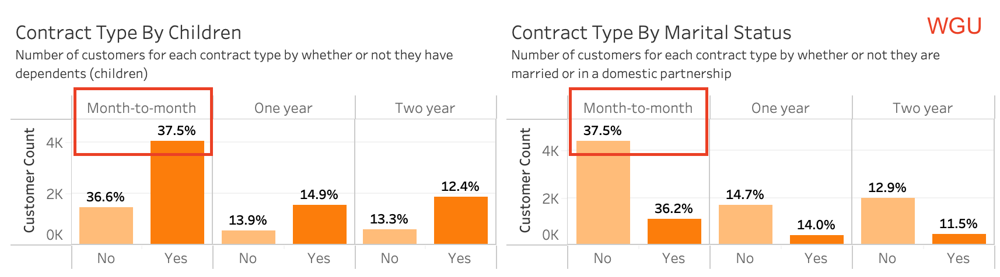 Contract Type By Children
Number of customers for each contract type by whether or not they have
dependents (children)
Month-to-month
One year
Two year
Customer Count
4K
2K
0K
36.6%
37.5%
13.9%
14.9%
13.3%
12.4%
No
Yes
No
Yes
No
Yes
Contract Type By Marital Status
WGU
Number of customers for each contract type by whether or not they are
married or in a domestic partnership
Month-to-month
One year
Two year
Customer Count
4K
2K
0K
37.5%
36.2%
14.7%
14.0%
12.9%
11.5%
No
Yes
No
Yes
No
Yes